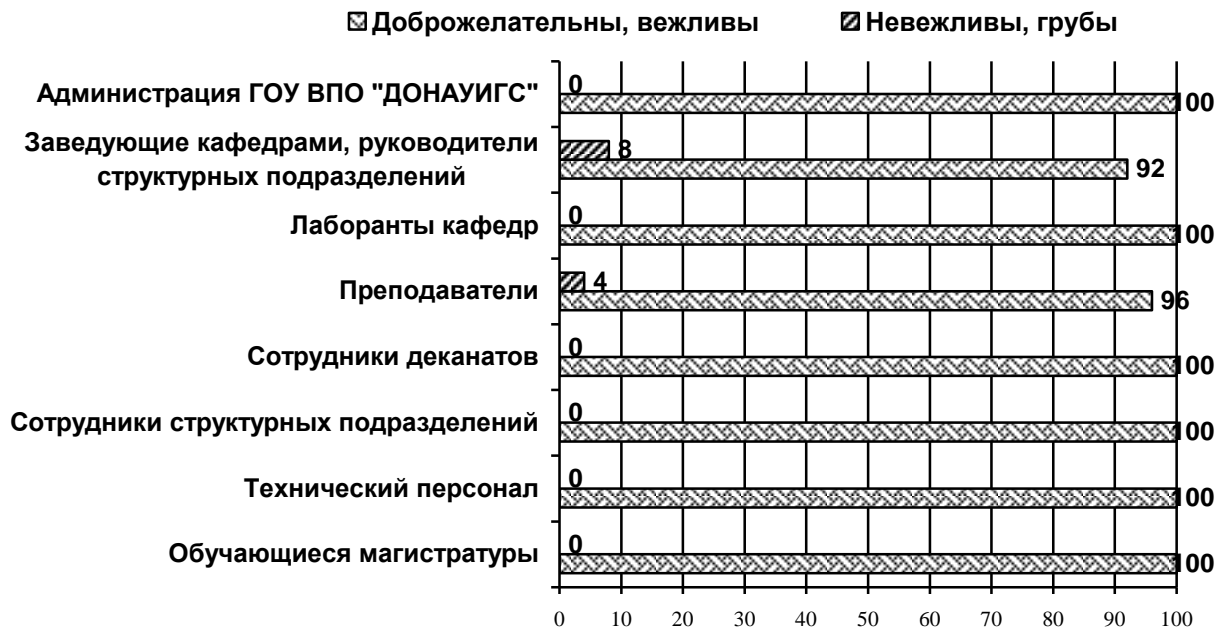 Доброжелательны, вежливы Невежливы, грубы
Администрация ГОУ ВПО "ДОНАУИГС"
0
100
Заведующие кафедрами, руководители
структурных подразделений
8
92
Лаборанты кафедр
0
100
Преподаватели
4
96
Сотрудники деканатов
0
100
Сотрудники структурных подразделений
0
100
Технический персонал
0
100
Обучающиеся магистратуры
0
100
0 10 20 30 40 50 60 70 80 90 100